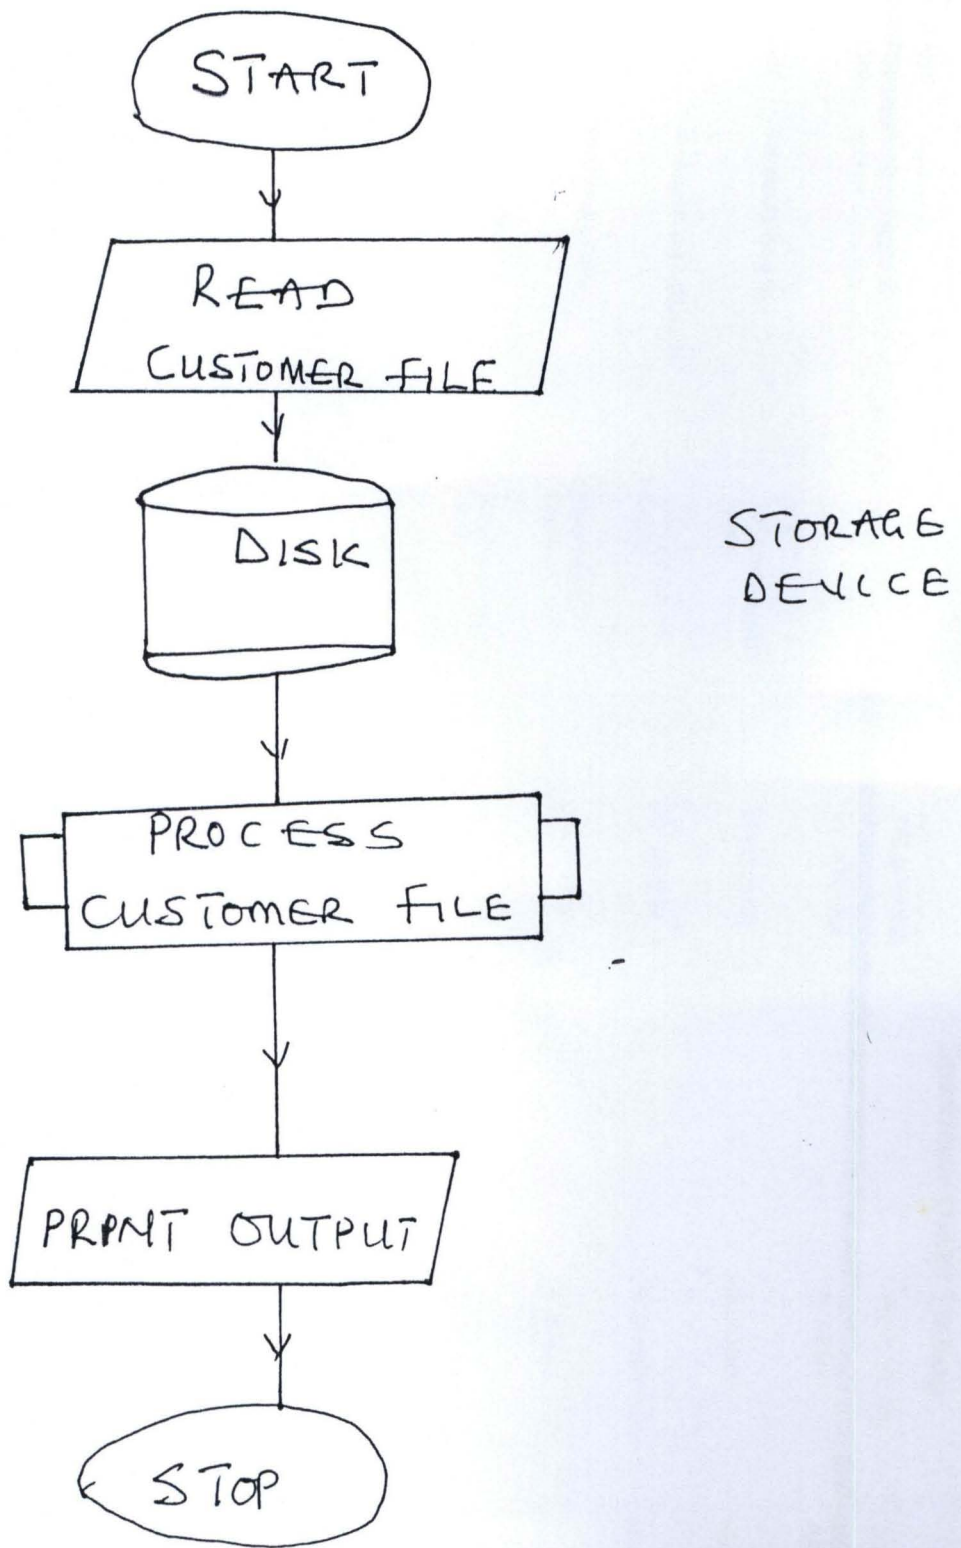 START
READ
CUSTOMER FILE
DISK
STORAGE
DEVICE
PROCESS
CUSTOMER FILE
PRINT OUTPUT
STOP